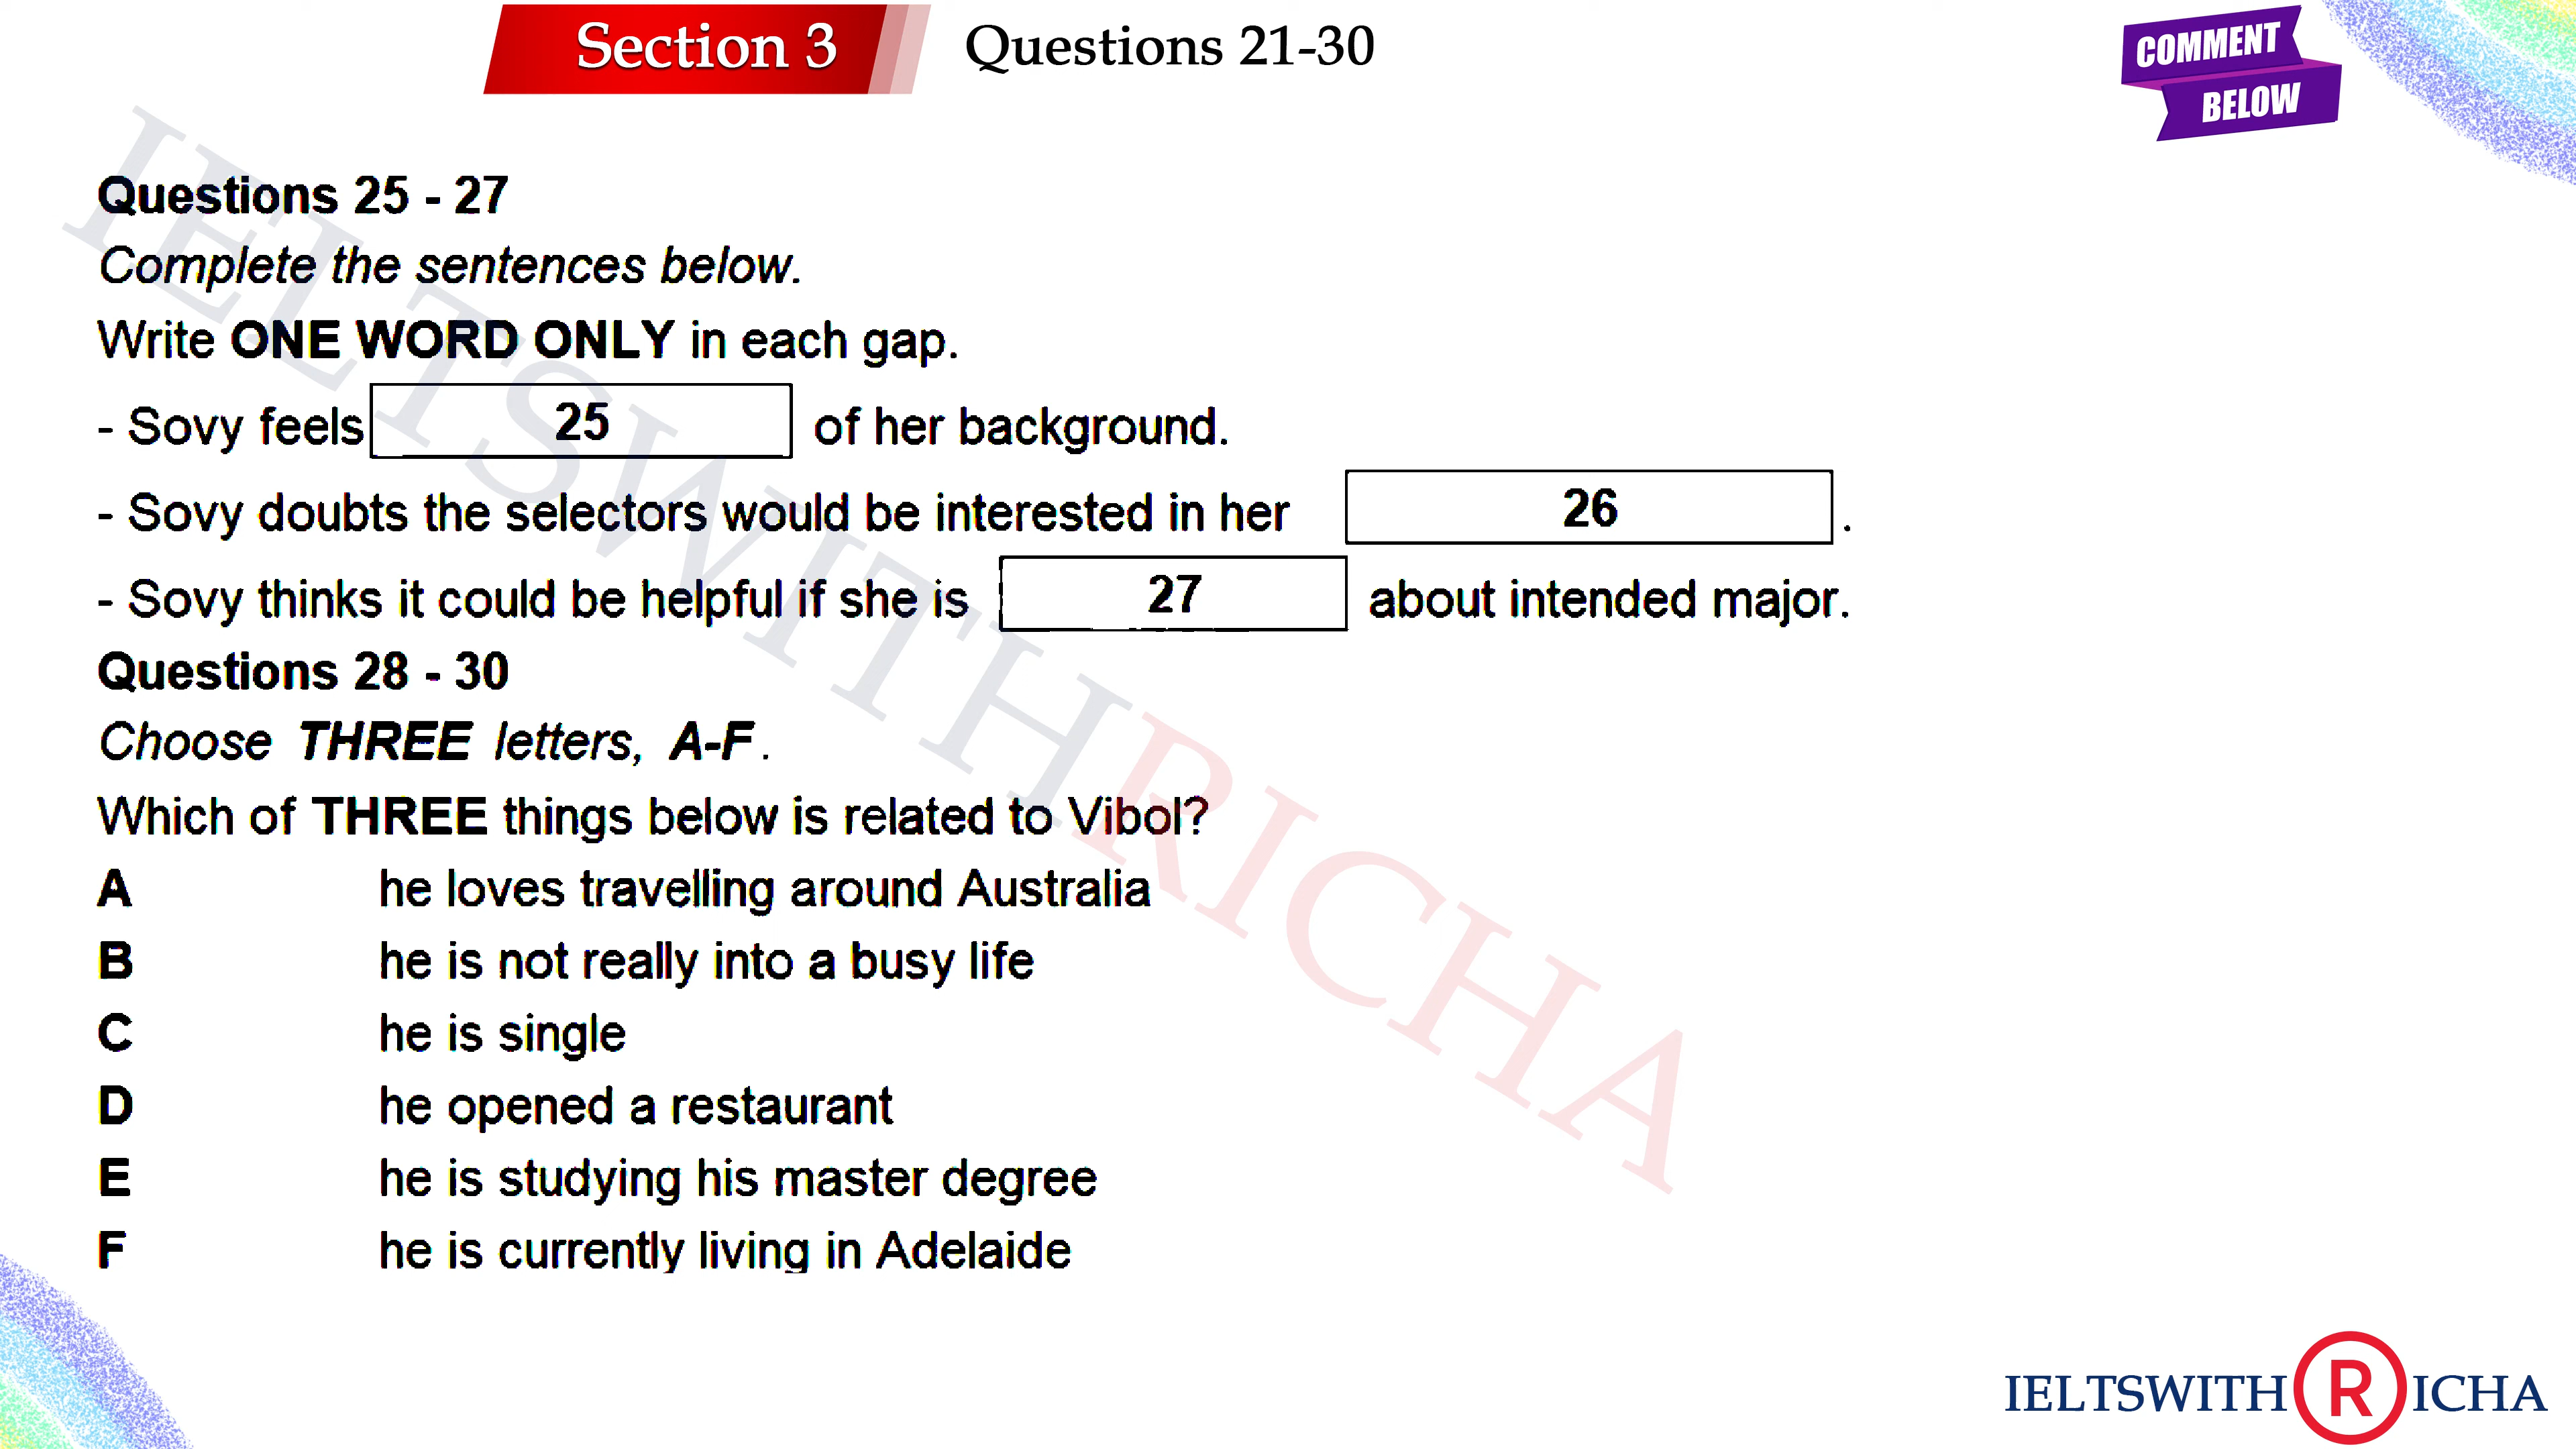 Section 3
Questions 21-30
COMMENT
BELOW
Questions 25 - 27
Complete the sentences below.
Write ONE WORD ONLY in each gap.
- Sovy feels 25 of her background.
- Sovy doubts the selectors would be interested in her 26 .
- Sovy thinks it could be helpful if she is 27 about intended major.
Questions 28 - 30
Choose THREE letters, A-F.
Which of THREE things below is related to Vibol?
A he loves travelling around Australia
B he is not really into a busy life
C he is single
D he opened a restaurant
E he is studying his master degree
F he is currently living in Adelaide
IELTSWITHRICHA
IELTSWITHRICHA